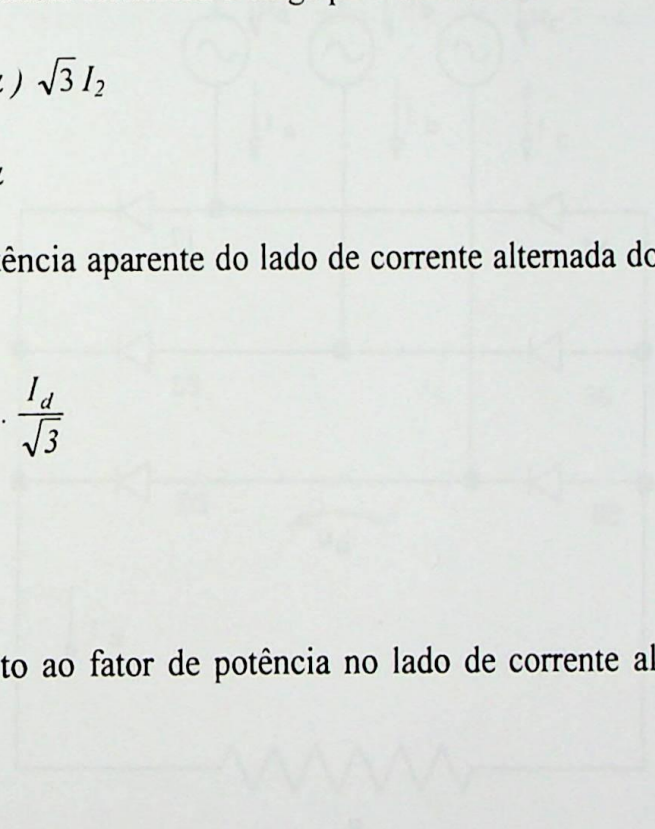 ) √3 I₂
ência aparente do lado de corrente alternada do
. I_d / √3
to ao fator de potência no lado de corrente al